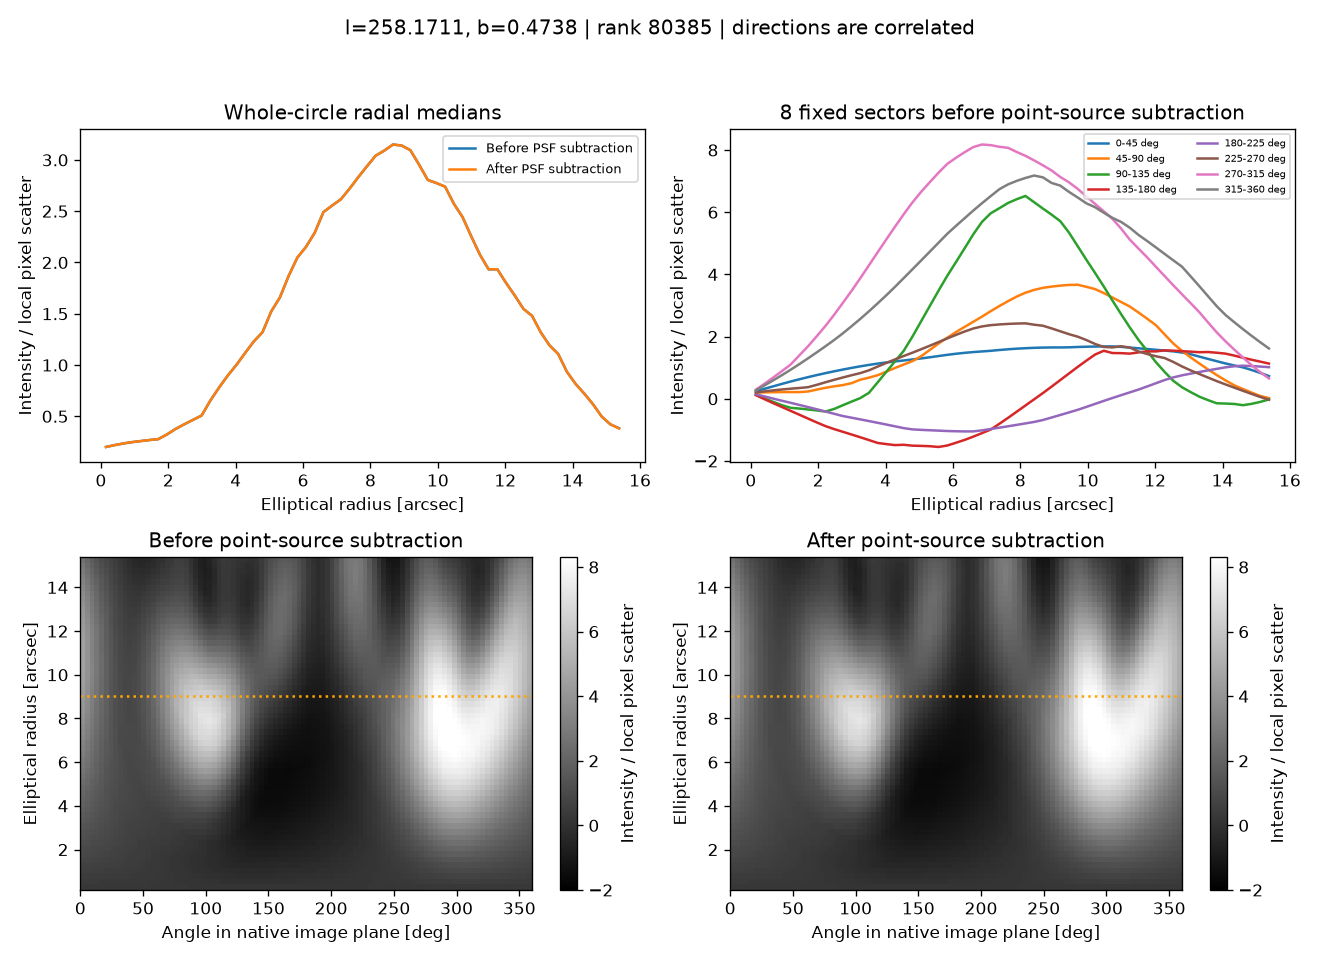 l=258.1711, b=0.4738 | rank 80385 | directions are correlated
Whole-circle radial medians
Intensity / local pixel scatter
3.0
2.5
2.0
1.5
1.0
0.5
Before PSF subtraction
After PSF subtraction
0 2 4 6 8 10 12 14 16
Elliptical radius [arcsec]
8 fixed sectors before point-source subtraction
Intensity / local pixel scatter
8
6
4
2
0
−2
0-45 deg
45-90 deg
90-135 deg
135-180 deg
180-225 deg
225-270 deg
270-315 deg
315-360 deg
0 2 4 6 8 10 12 14 16
Elliptical radius [arcsec]
Before point-source subtraction
Elliptical radius [arcsec]
14
12
10
8
6
4
2
0 50 100 150 200 250 300 350
Angle in native image plane [deg]
8
6
4
2
0
−2
Intensity / local pixel scatter
After point-source subtraction
Elliptical radius [arcsec]
14
12
10
8
6
4
2
0 50 100 150 200 250 300 350
Angle in native image plane [deg]
8
6
4
2
0
−2
Intensity / local pixel scatter